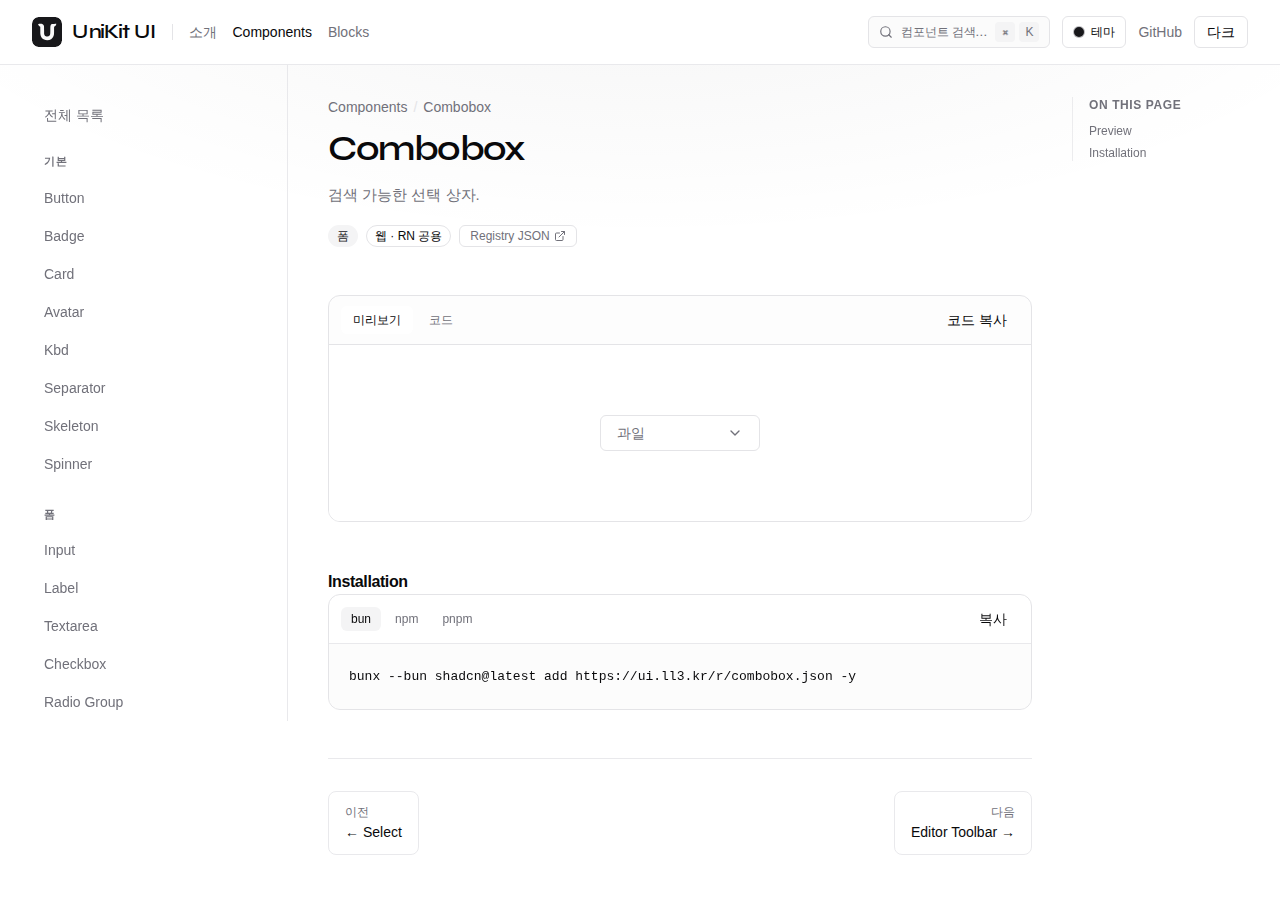 UniKit UI
소개
Components
Blocks
컴포넌트 검색…
⌘ K
테마
GitHub
다크
전체 목록
기본
Button
Badge
Card
Avatar
Kbd
Separator
Skeleton
Spinner
폼
Input
Label
Textarea
Checkbox
Radio Group
Components / Combobox
Combobox
검색 가능한 선택 상자.
폼
웹 · RN 공용
Registry JSON
미리보기
코드
코드 복사
과일
Installation
bun
npm
pnpm
복사
bunx --bun shadcn@latest add https://ui.ll3.kr/r/combobox.json -y
이전
← Select
다음
Editor Toolbar →
ON THIS PAGE
Preview
Installation